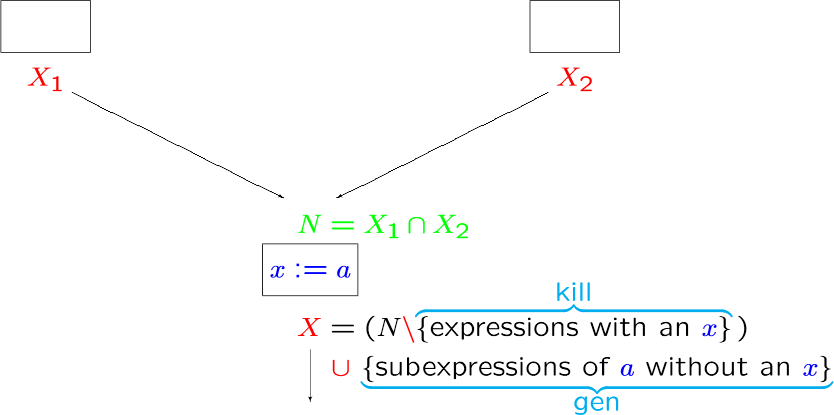 X₁ X₂
N = X₁ ∩ X₂
x := a
kill
X = (N\{expressions with an x} )
∪ {subexpressions of a without an x}
gen